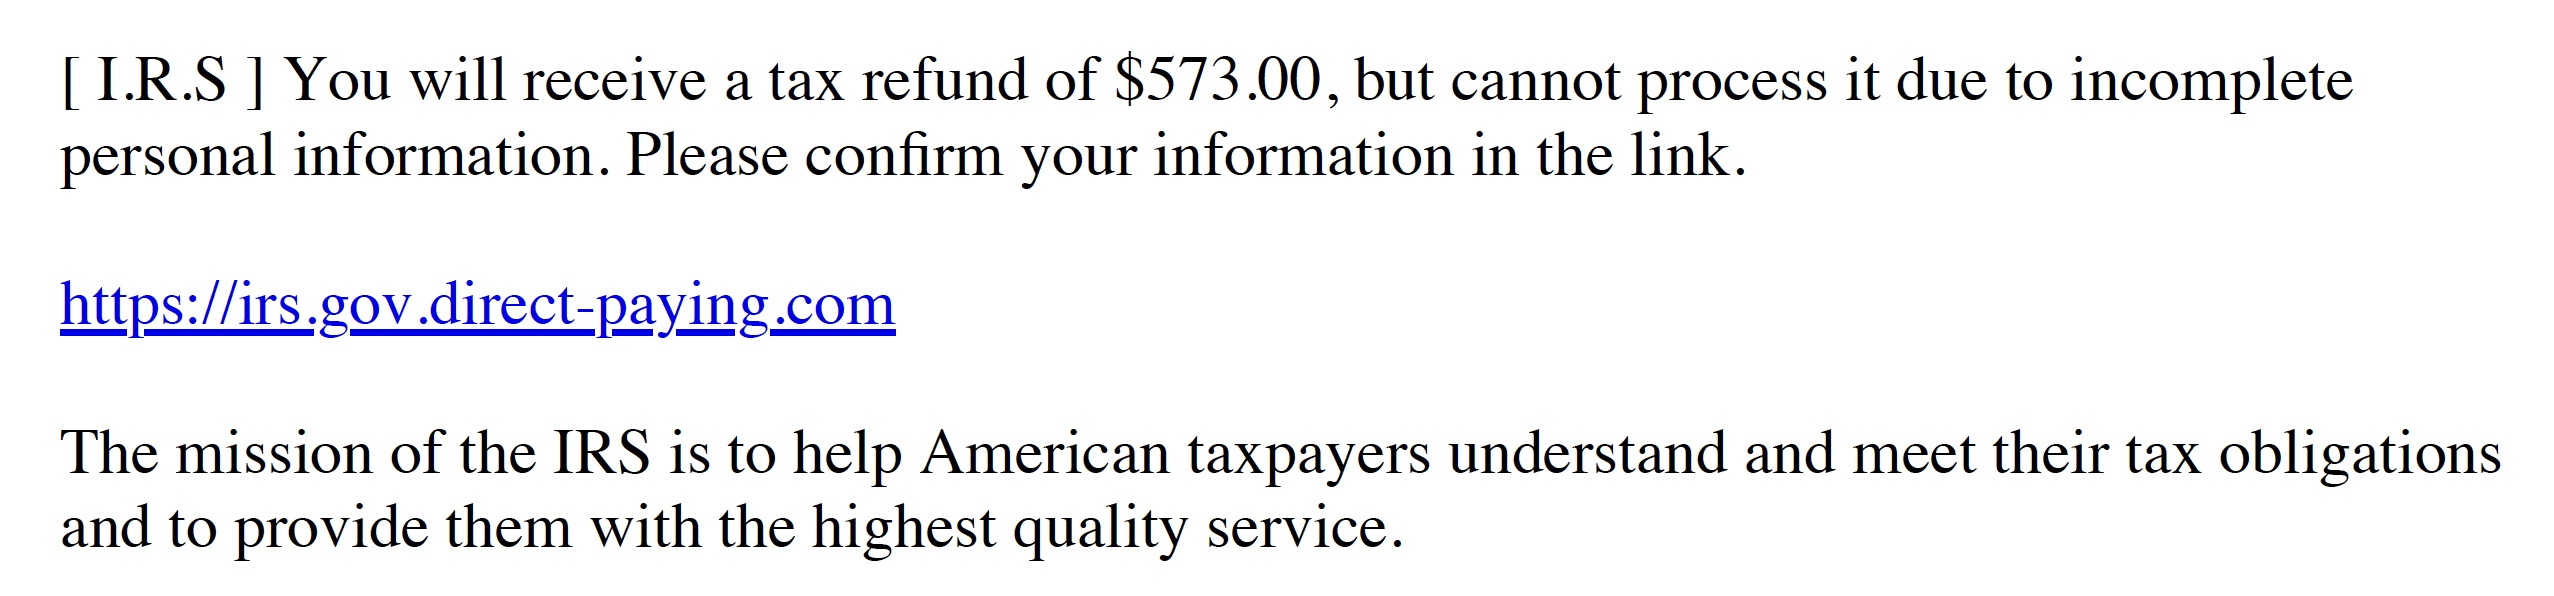 [ I.R.S ] You will receive a tax refund of $573.00, but cannot process it due to incomplete
personal information. Please confirm your information in the link.
https://irs.gov.direct-paying.com
The mission of the IRS is to help American taxpayers understand and meet their tax obligations
and to provide them with the highest quality service.